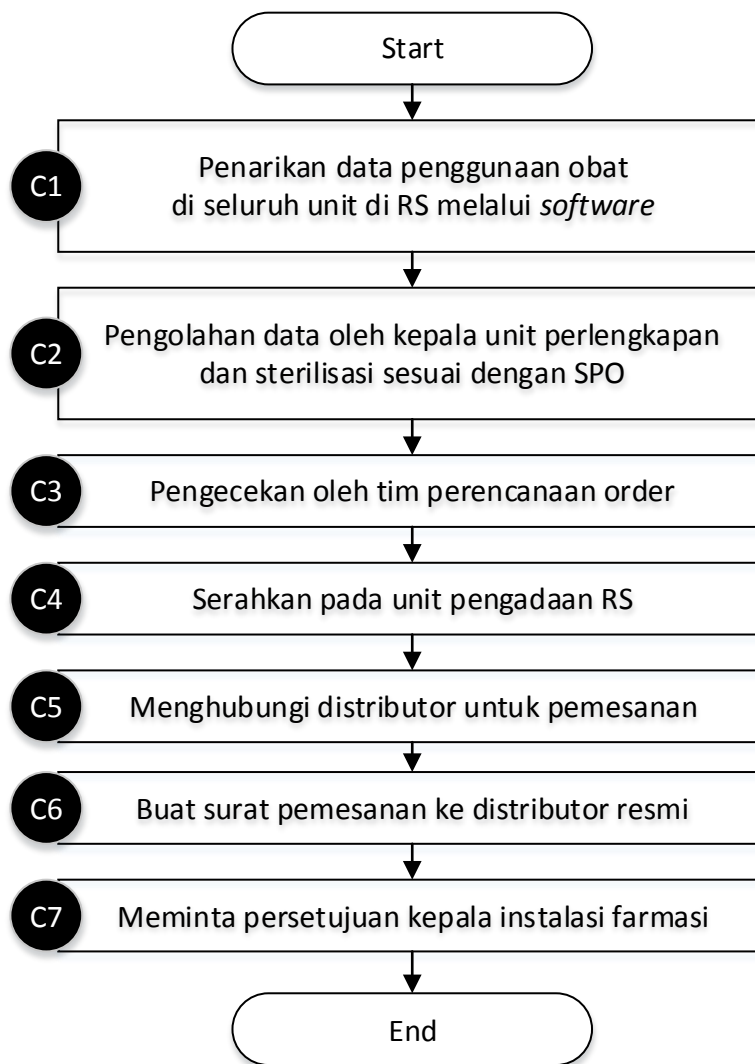 Start
C1
Penarikan data penggunaan obat
di seluruh unit di RS melalui software
C2
Pengolahan data oleh kepala unit perlengkapan
dan sterilisasi sesuai dengan SPO
C3
Pengecekan oleh tim perencanaan order
C4
Serahkan pada unit pengadaan RS
C5
Menghubungi distributor untuk pemesanan
C6
Buat surat pemesanan ke distributor resmi
C7
Meminta persetujuan kepala instalasi farmasi
End